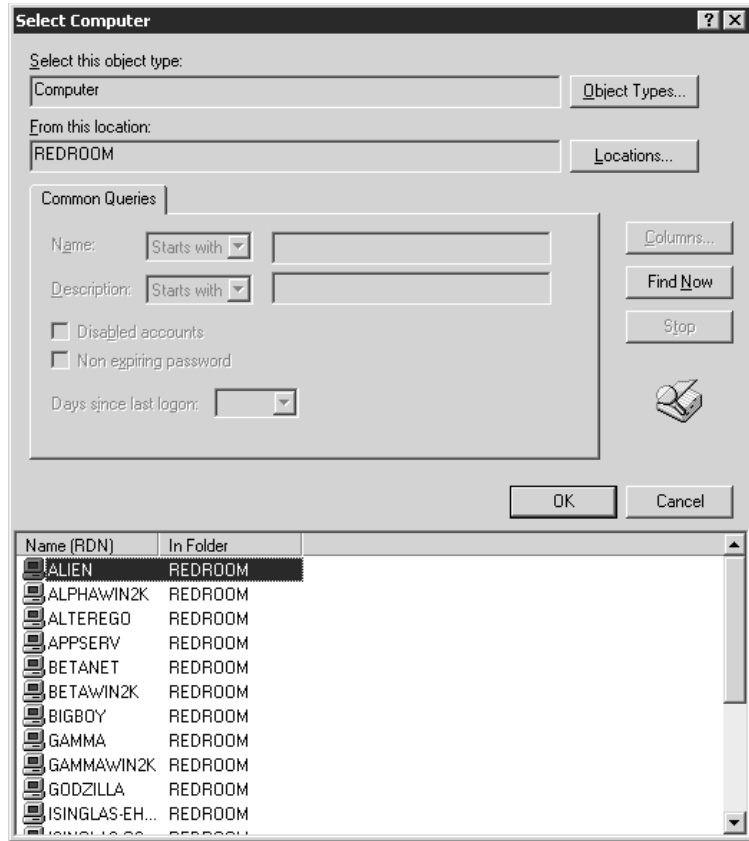 Select Computer
Select this object type:
Computer
Object Types...
From this location:
REDROOM
Locations...
Common Queries
Name: Starts with
Columns...
Description: Starts with
Find Now
Disabled accounts
Stop
Non expiring password
Days since last logon:
OK Cancel
Name (RDN) In Folder
ALIEN REDROOM
ALPHAWIN2K REDROOM
ALTEREGO REDROOM
APPSERV REDROOM
BETANET REDROOM
BETAWIN2K REDROOM
BIGBOY REDROOM
GAMMA REDROOM
GAMMAWIN2K REDROOM
GODZILLA REDROOM
ISINGLAS-EH... REDROOM
REDROOM